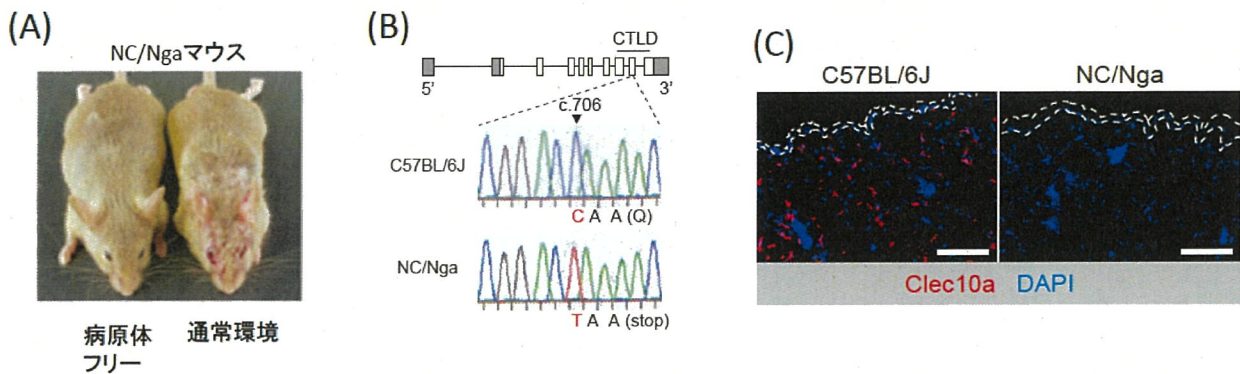 (A)
NC/Ngaマウス
病原体
フリー
通常環境
(B)
CTLD
5'
3'
c.706
C57BL/6J
C A A (Q)
NC/Nga
T A A (stop)
(C)
C57BL/6J
NC/Nga
Clec10a DAPI